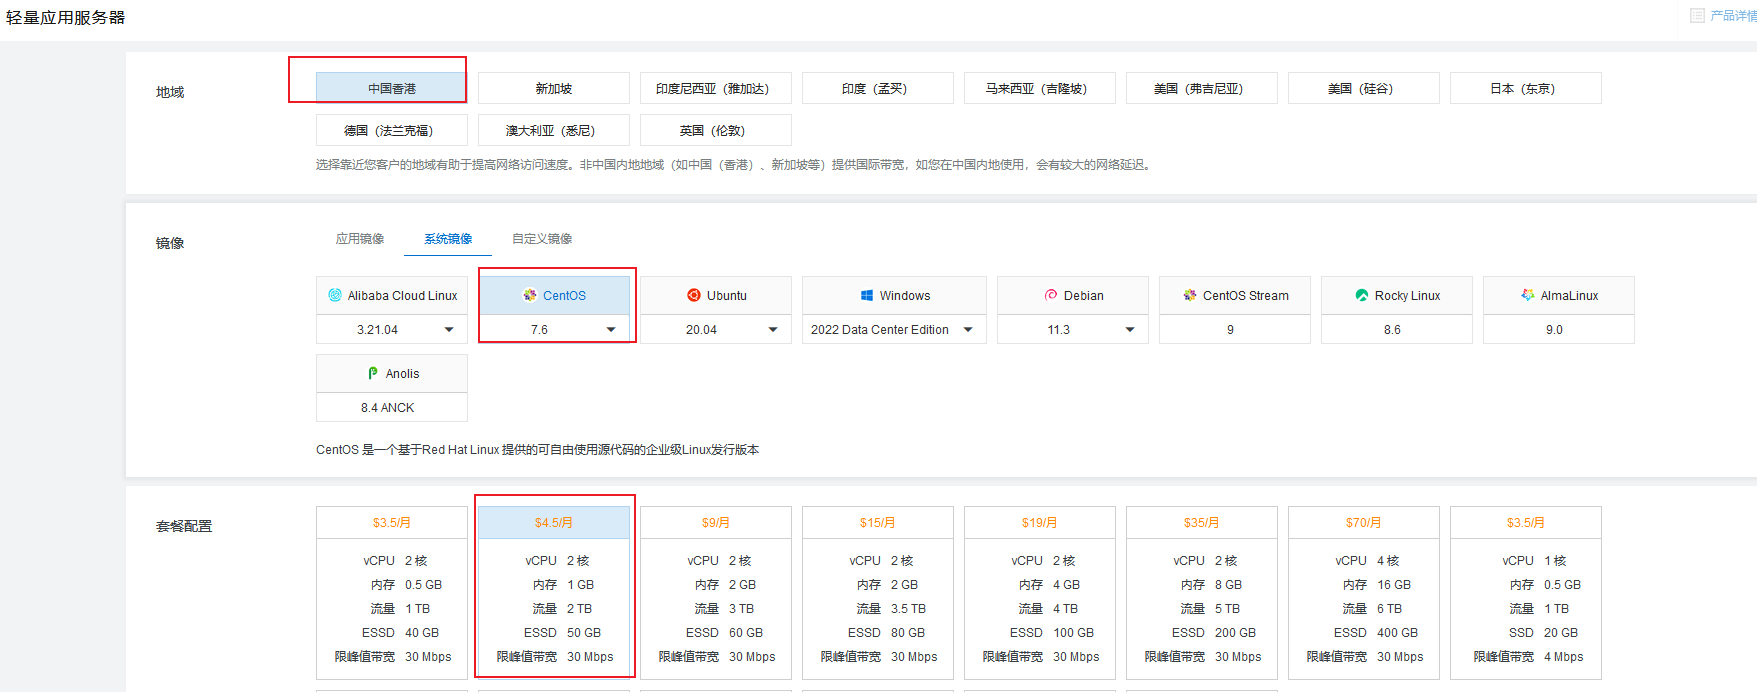 轻量应用服务器
产品详情
地域
中国香港 新加坡 印度尼西亚（雅加达） 印度（孟买） 马来西亚（吉隆坡） 美国（弗吉尼亚） 美国（硅谷） 日本（东京）
德国（法兰克福） 澳大利亚（悉尼） 英国（伦敦）
选择靠近您客户的地域有助于提高网络访问速度。非中国内地地域（如中国（香港）、新加坡等）提供国际带宽，如您在中国内地使用，会有较大的网络延迟。
镜像
应用镜像 系统镜像 自定义镜像
Alibaba Cloud Linux CentOS Ubuntu Windows Debian CentOS Stream Rocky Linux AlmaLinux
3.21.04 7.6 20.04 2022 Data Center Edition 11.3 9 8.6 9.0
Anolis
8.4 ANCK
CentOS 是一个基于Red Hat Linux 提供的可自由使用源代码的企业级Linux发行版本
套餐配置
$3.5/月 $4.5/月 $9/月 $15/月 $19/月 $35/月 $70/月 $3.5/月
vCPU 2 核 vCPU 2 核 vCPU 2 核 vCPU 2 核 vCPU 2 核 vCPU 2 核 vCPU 4 核 vCPU 1 核
内存 0.5 GB 内存 1 GB 内存 2 GB 内存 2 GB 内存 4 GB 内存 8 GB 内存 16 GB 内存 0.5 GB
流量 1 TB 流量 2 TB 流量 3 TB 流量 3.5 TB 流量 4 TB 流量 5 TB 流量 6 TB 流量 1 TB
ESSD 40 GB ESSD 50 GB ESSD 60 GB ESSD 80 GB ESSD 100 GB ESSD 200 GB ESSD 400 GB SSD 20 GB
限峰值带宽 30 Mbps 限峰值带宽 30 Mbps 限峰值带宽 30 Mbps 限峰值带宽 30 Mbps 限峰值带宽 30 Mbps 限峰值带宽 30 Mbps 限峰值带宽 30 Mbps 限峰值带宽 4 Mbps